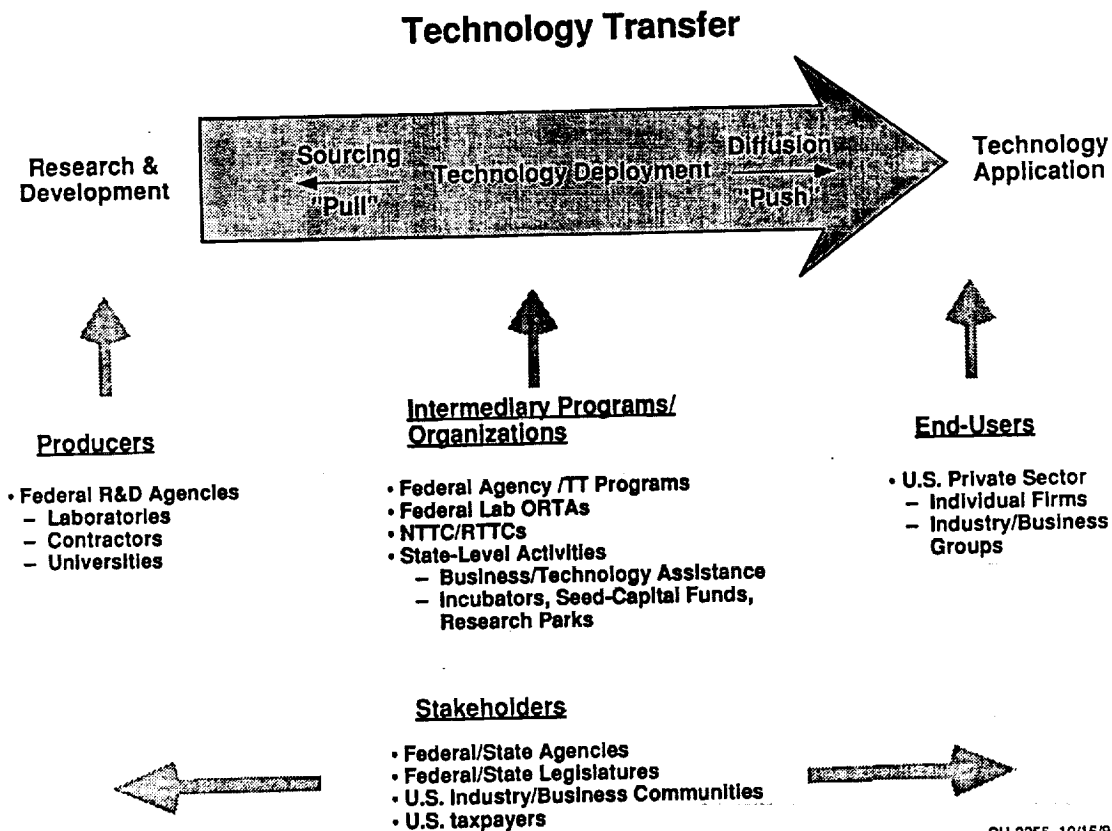 Technology Transfer
Research &
Development
Sourcing
"Pull"
Technology Deployment
Diffusion
"Push"
Technology
Application
Producers
• Federal R&D Agencies
– Laboratories
– Contractors
– Universities
Intermediary Programs/
Organizations
• Federal Agency /TT Programs
• Federal Lab ORTAs
• NTTC/RTTCs
• State-Level Activities
– Business/Technology Assistance
– Incubators, Seed-Capital Funds,
Research Parks
End-Users
• U.S. Private Sector
– Individual Firms
– Industry/Business
Groups
Stakeholders
• Federal/State Agencies
• Federal/State Legislatures
• U.S. Industry/Business Communities
• U.S. taxpayers